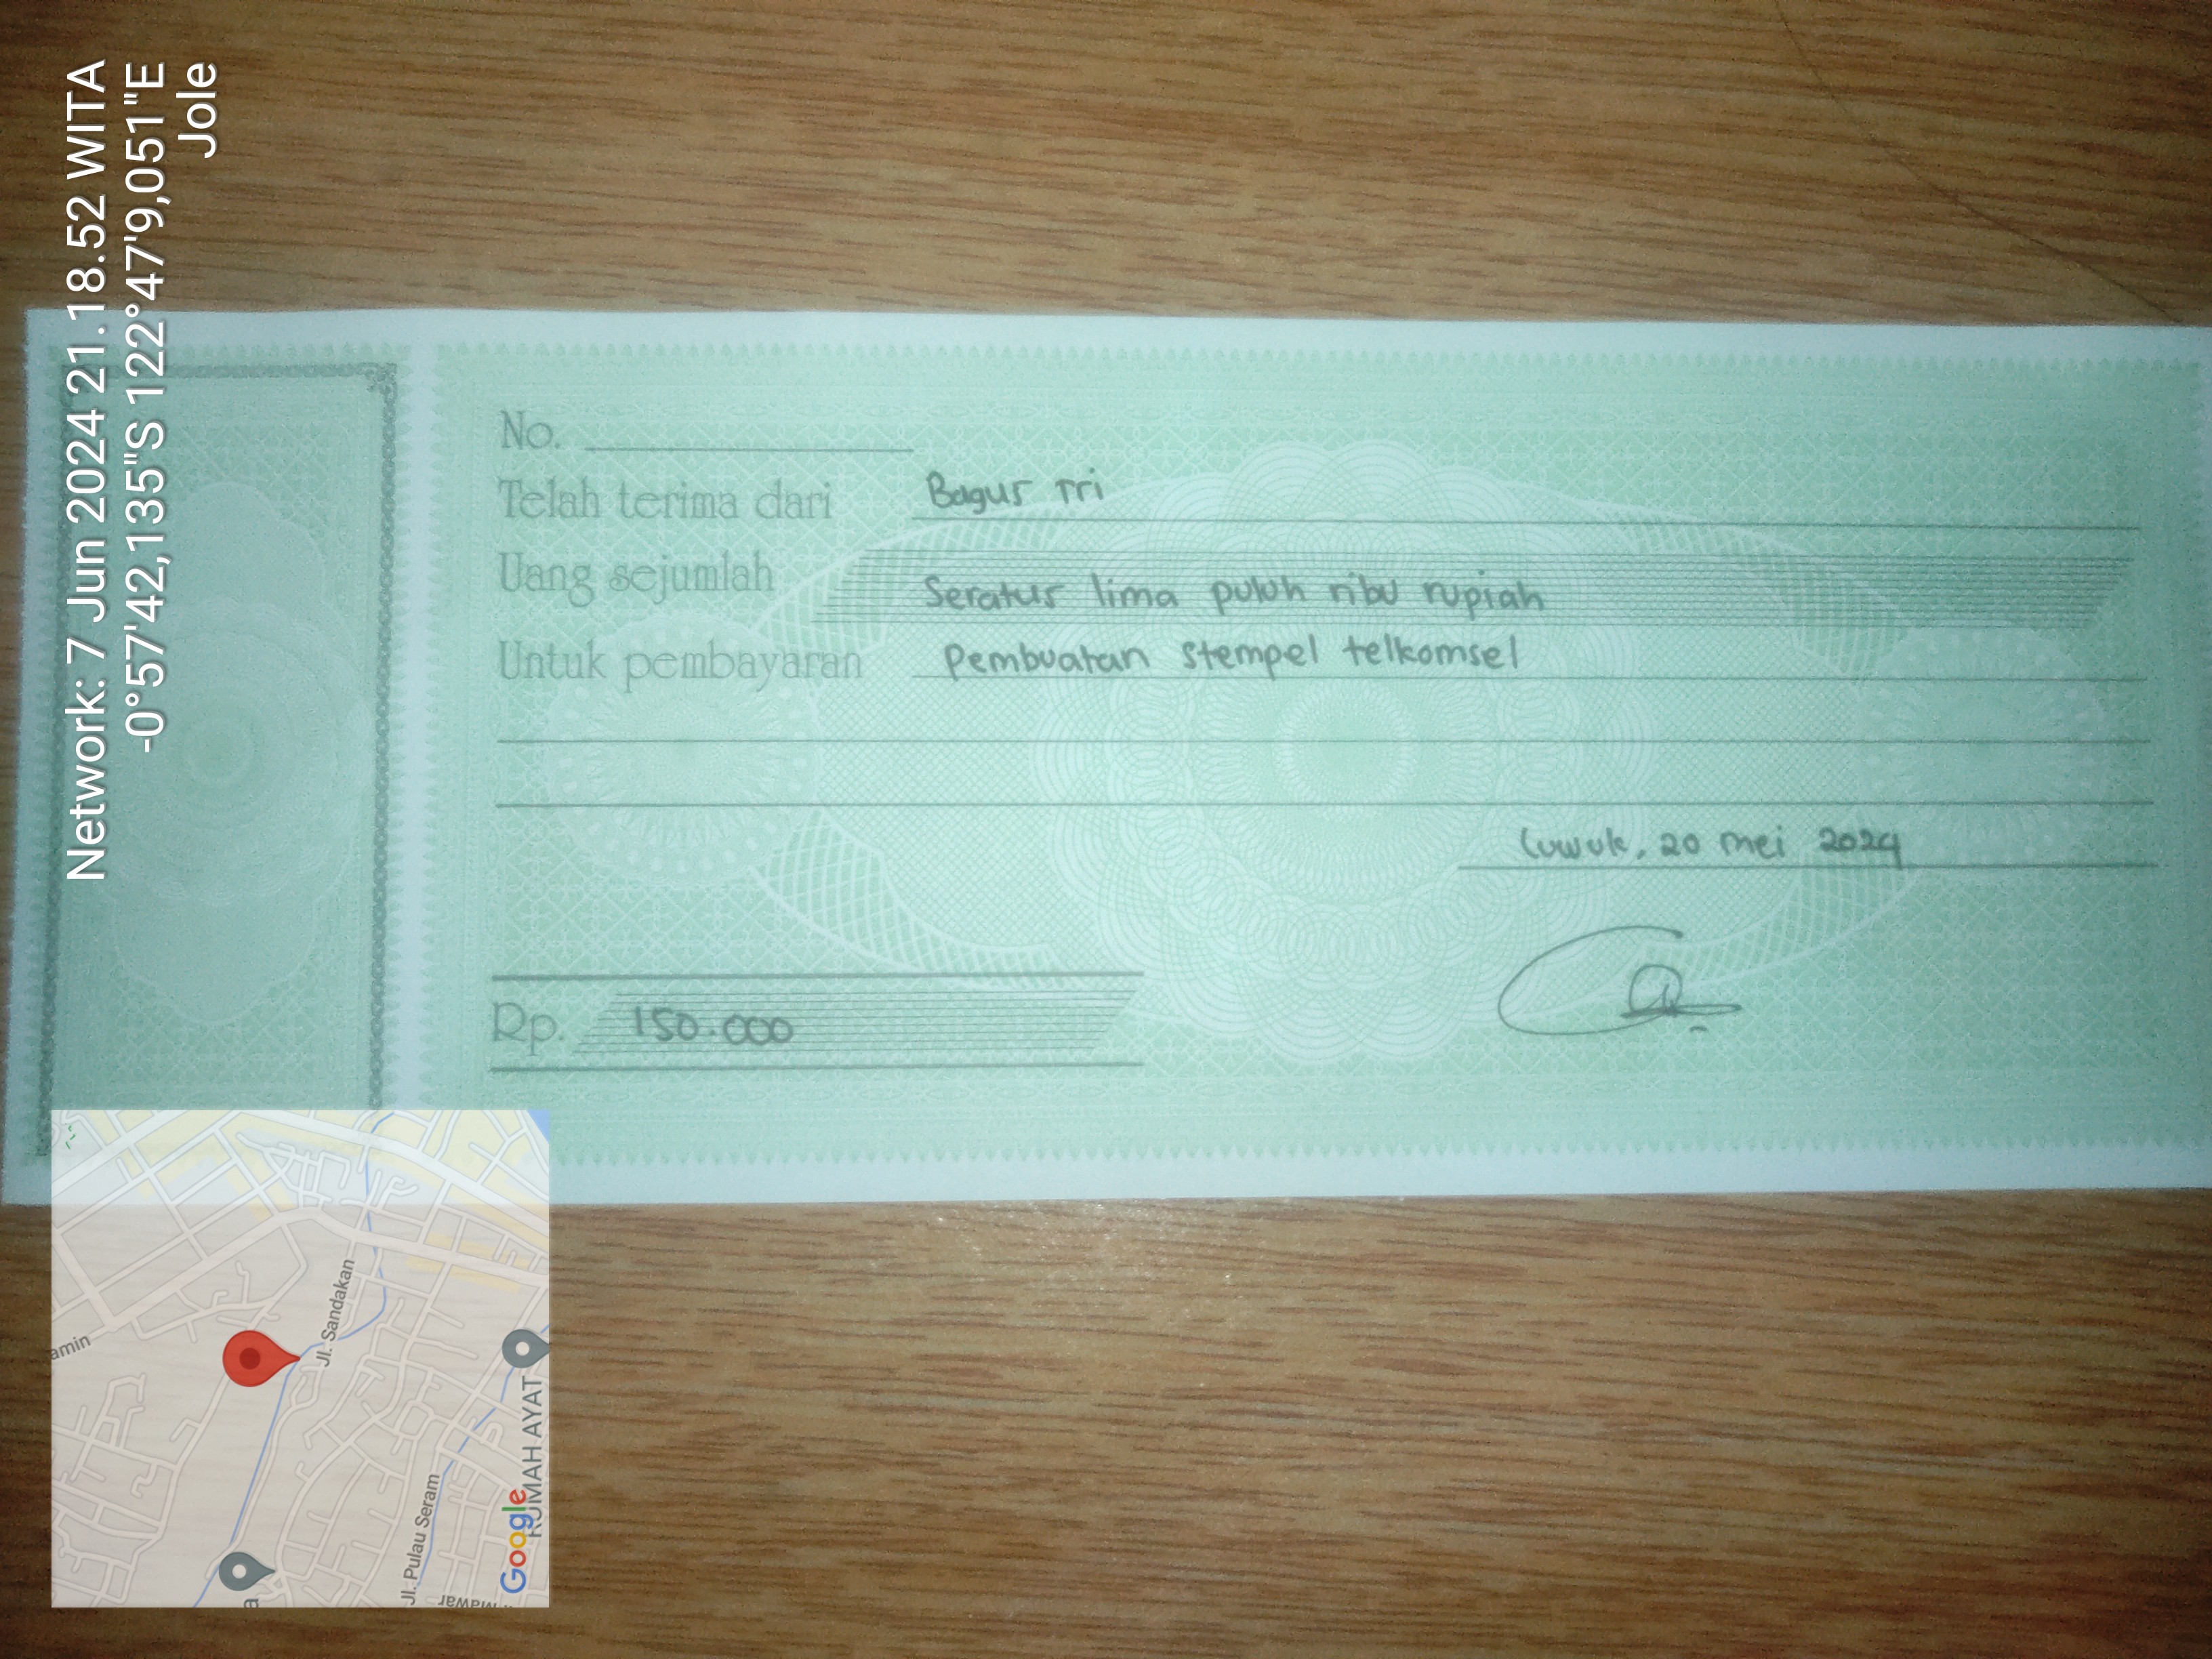 Network: 7 Jun 2024 21.18.52 WITA
-0°57'42,135"S 122°47'9,051"E
Jole
No.
Telah terima dari Bagus Tri
Uang sejumlah Seratus lima puluh ribu rupiah
Untuk pembayaran Pembuatan stempel telkomsel
Luwuk, 20 mei 2024
Rp. 150.000
amin
Jl. Sandakan
Jl. Pulau Seram
RUMAH AYAT
Google
Mawar
a